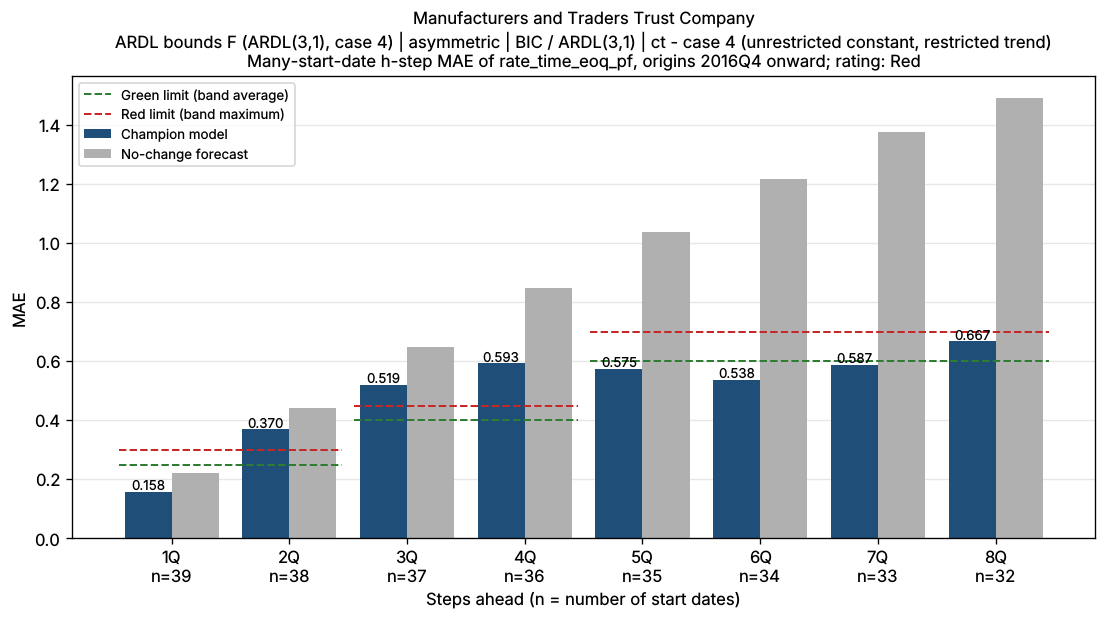 Manufacturers and Traders Trust Company
ARDL bounds F (ARDL(3,1), case 4) | asymmetric | BIC / ARDL(3,1) | ct - case 4 (unrestricted constant, restricted trend)
Many-start-date h-step MAE of rate_time_eoq_pf, origins 2016Q4 onward; rating: Red
Green limit (band average)
Red limit (band maximum)
Champion model
No-change forecast
MAE
1.4
1.2
1.0
0.8
0.6
0.4
0.2
0.0
0.158
0.370
0.519
0.593
0.575
0.538
0.587
0.667
1Q 2Q 3Q 4Q 5Q 6Q 7Q 8Q
n=39 n=38 n=37 n=36 n=35 n=34 n=33 n=32
Steps ahead (n = number of start dates)